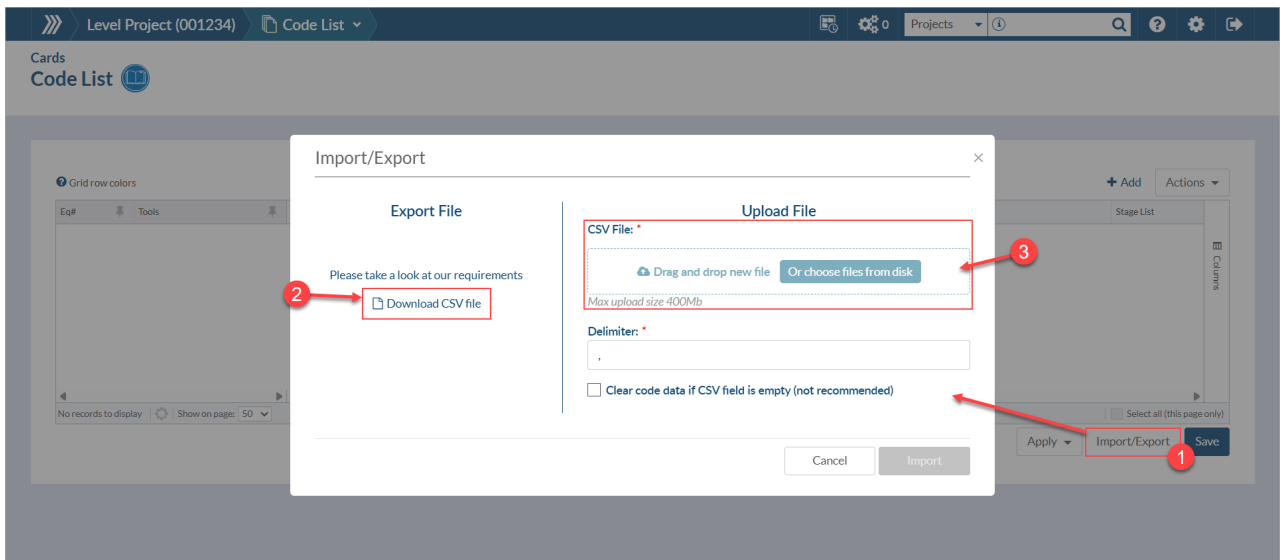 Level Project (001234)
Code List
0
Projects
Cards
Code List
Import/Export
×
Grid row colors
+ Add
Actions
Export File
Upload File
Eq#
Tools
Stage List
CSV File: *
3
Columns
Please take a look at our requirements
Drag and drop new file
Or choose files from disk
2
Download CSV file
Max upload size 400Mb
Delimiter: *
,
Clear code data if CSV field is empty (not recommended)
No records to display
Show on page: 50
Select all (this page only)
Apply
Import/Export
Save
1
Cancel
Import